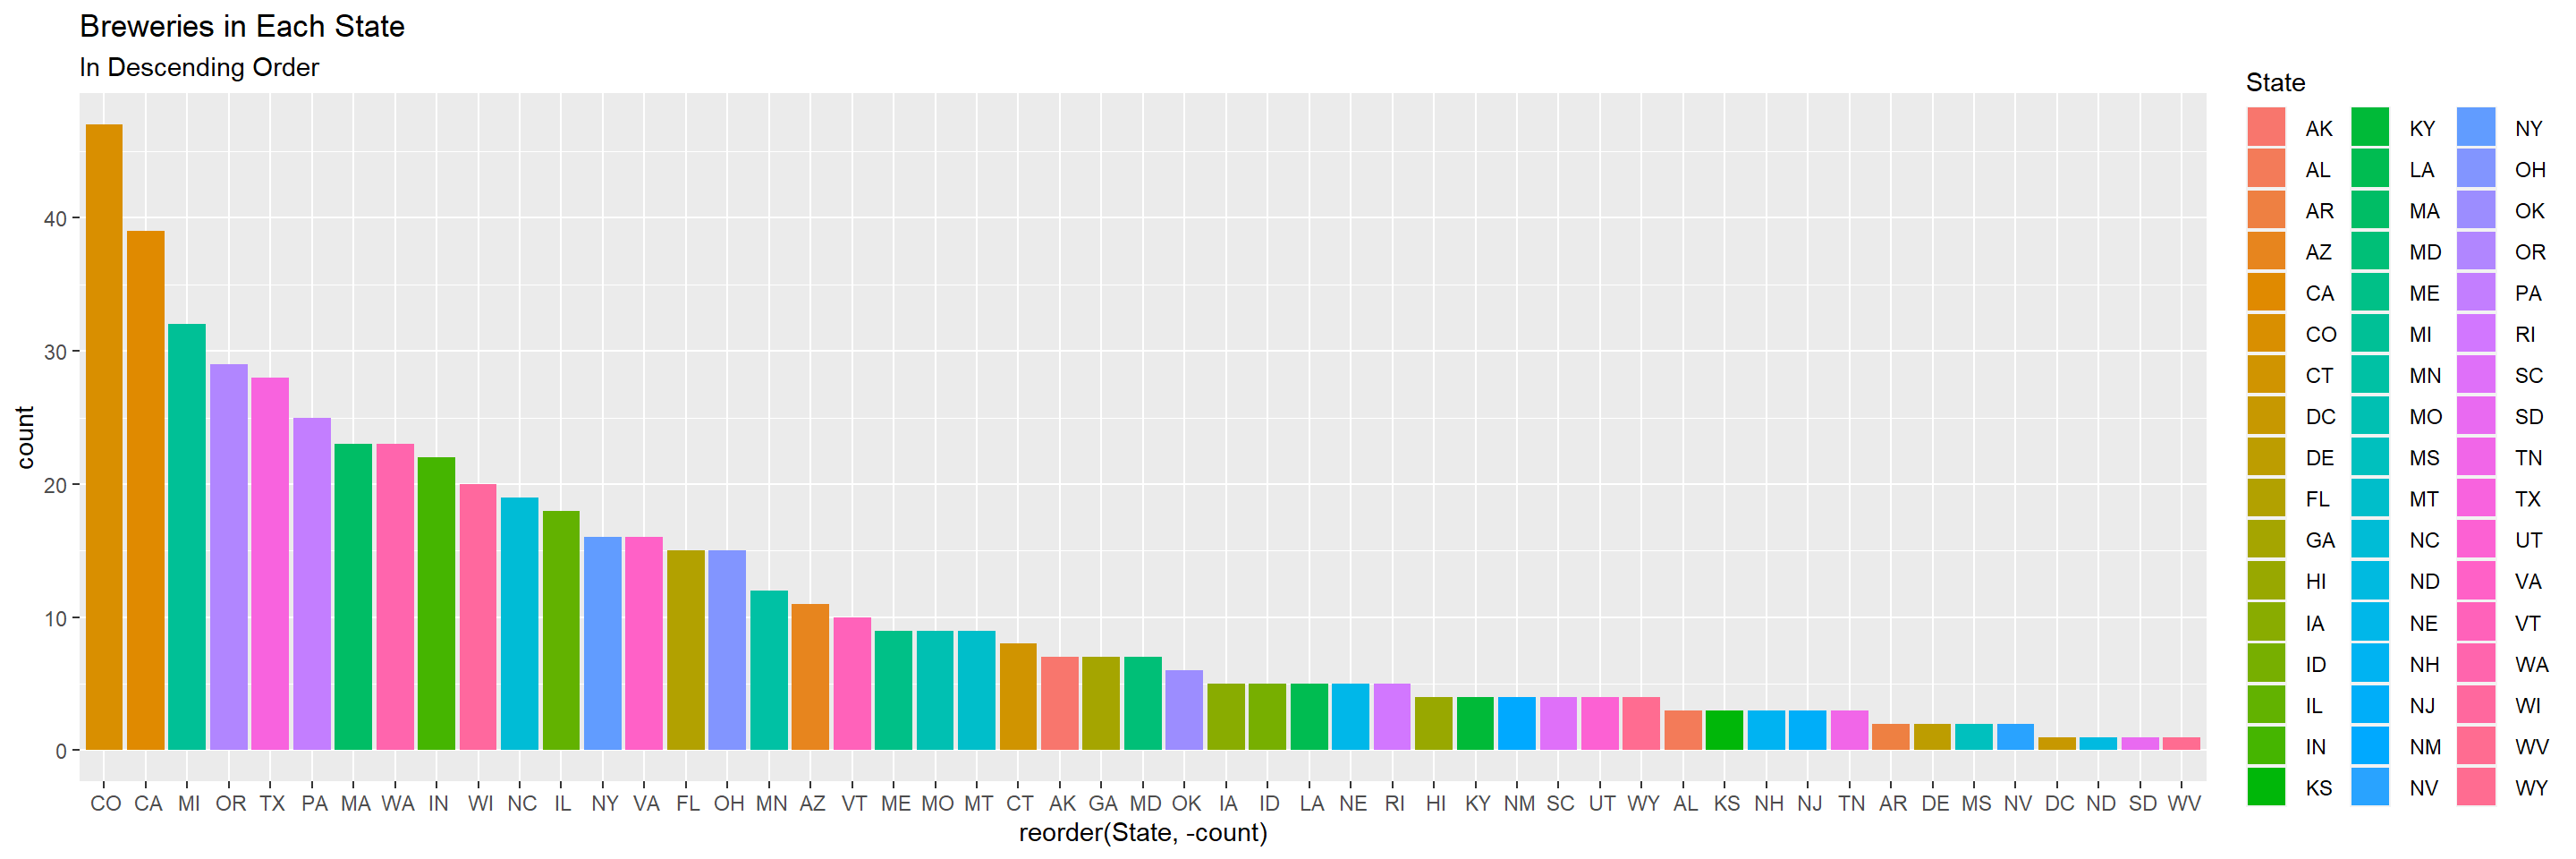 Breweries in Each State
In Descending Order
count
40
30
20
10
0
CO CA MI OR TX PA MA WA IN WI NC IL NY VA FL OH MN AZ VT ME MO MT CT AK GA MD OK IA ID LA NE RI HI KY NM SC UT WY AL KS NH NJ TN AR DE MS NV DC ND SD WV
reorder(State, -count)
State
AK KY NY
AL LA OH
AR MA OK
AZ MD OR
CA ME PA
CO MI RI
CT MN SC
DC MO SD
DE MS TN
FL MT TX
GA NC UT
HI ND VA
IA NE VT
ID NH WA
IL NJ WI
IN NM WV
KS NV WY